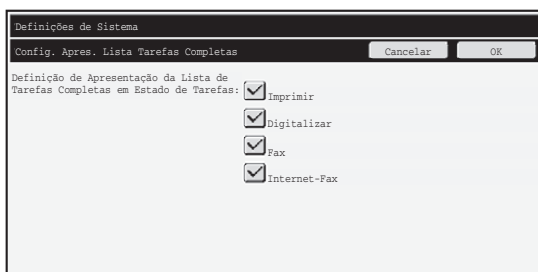 Definições de Sistema
Config. Apres. Lista Tarefas Completas
Cancelar
OK
Definição de Apresentação da Lista de
Tarefas Completas em Estado de Tarefas:
Imprimir
Digitalizar
Fax
Internet-Fax